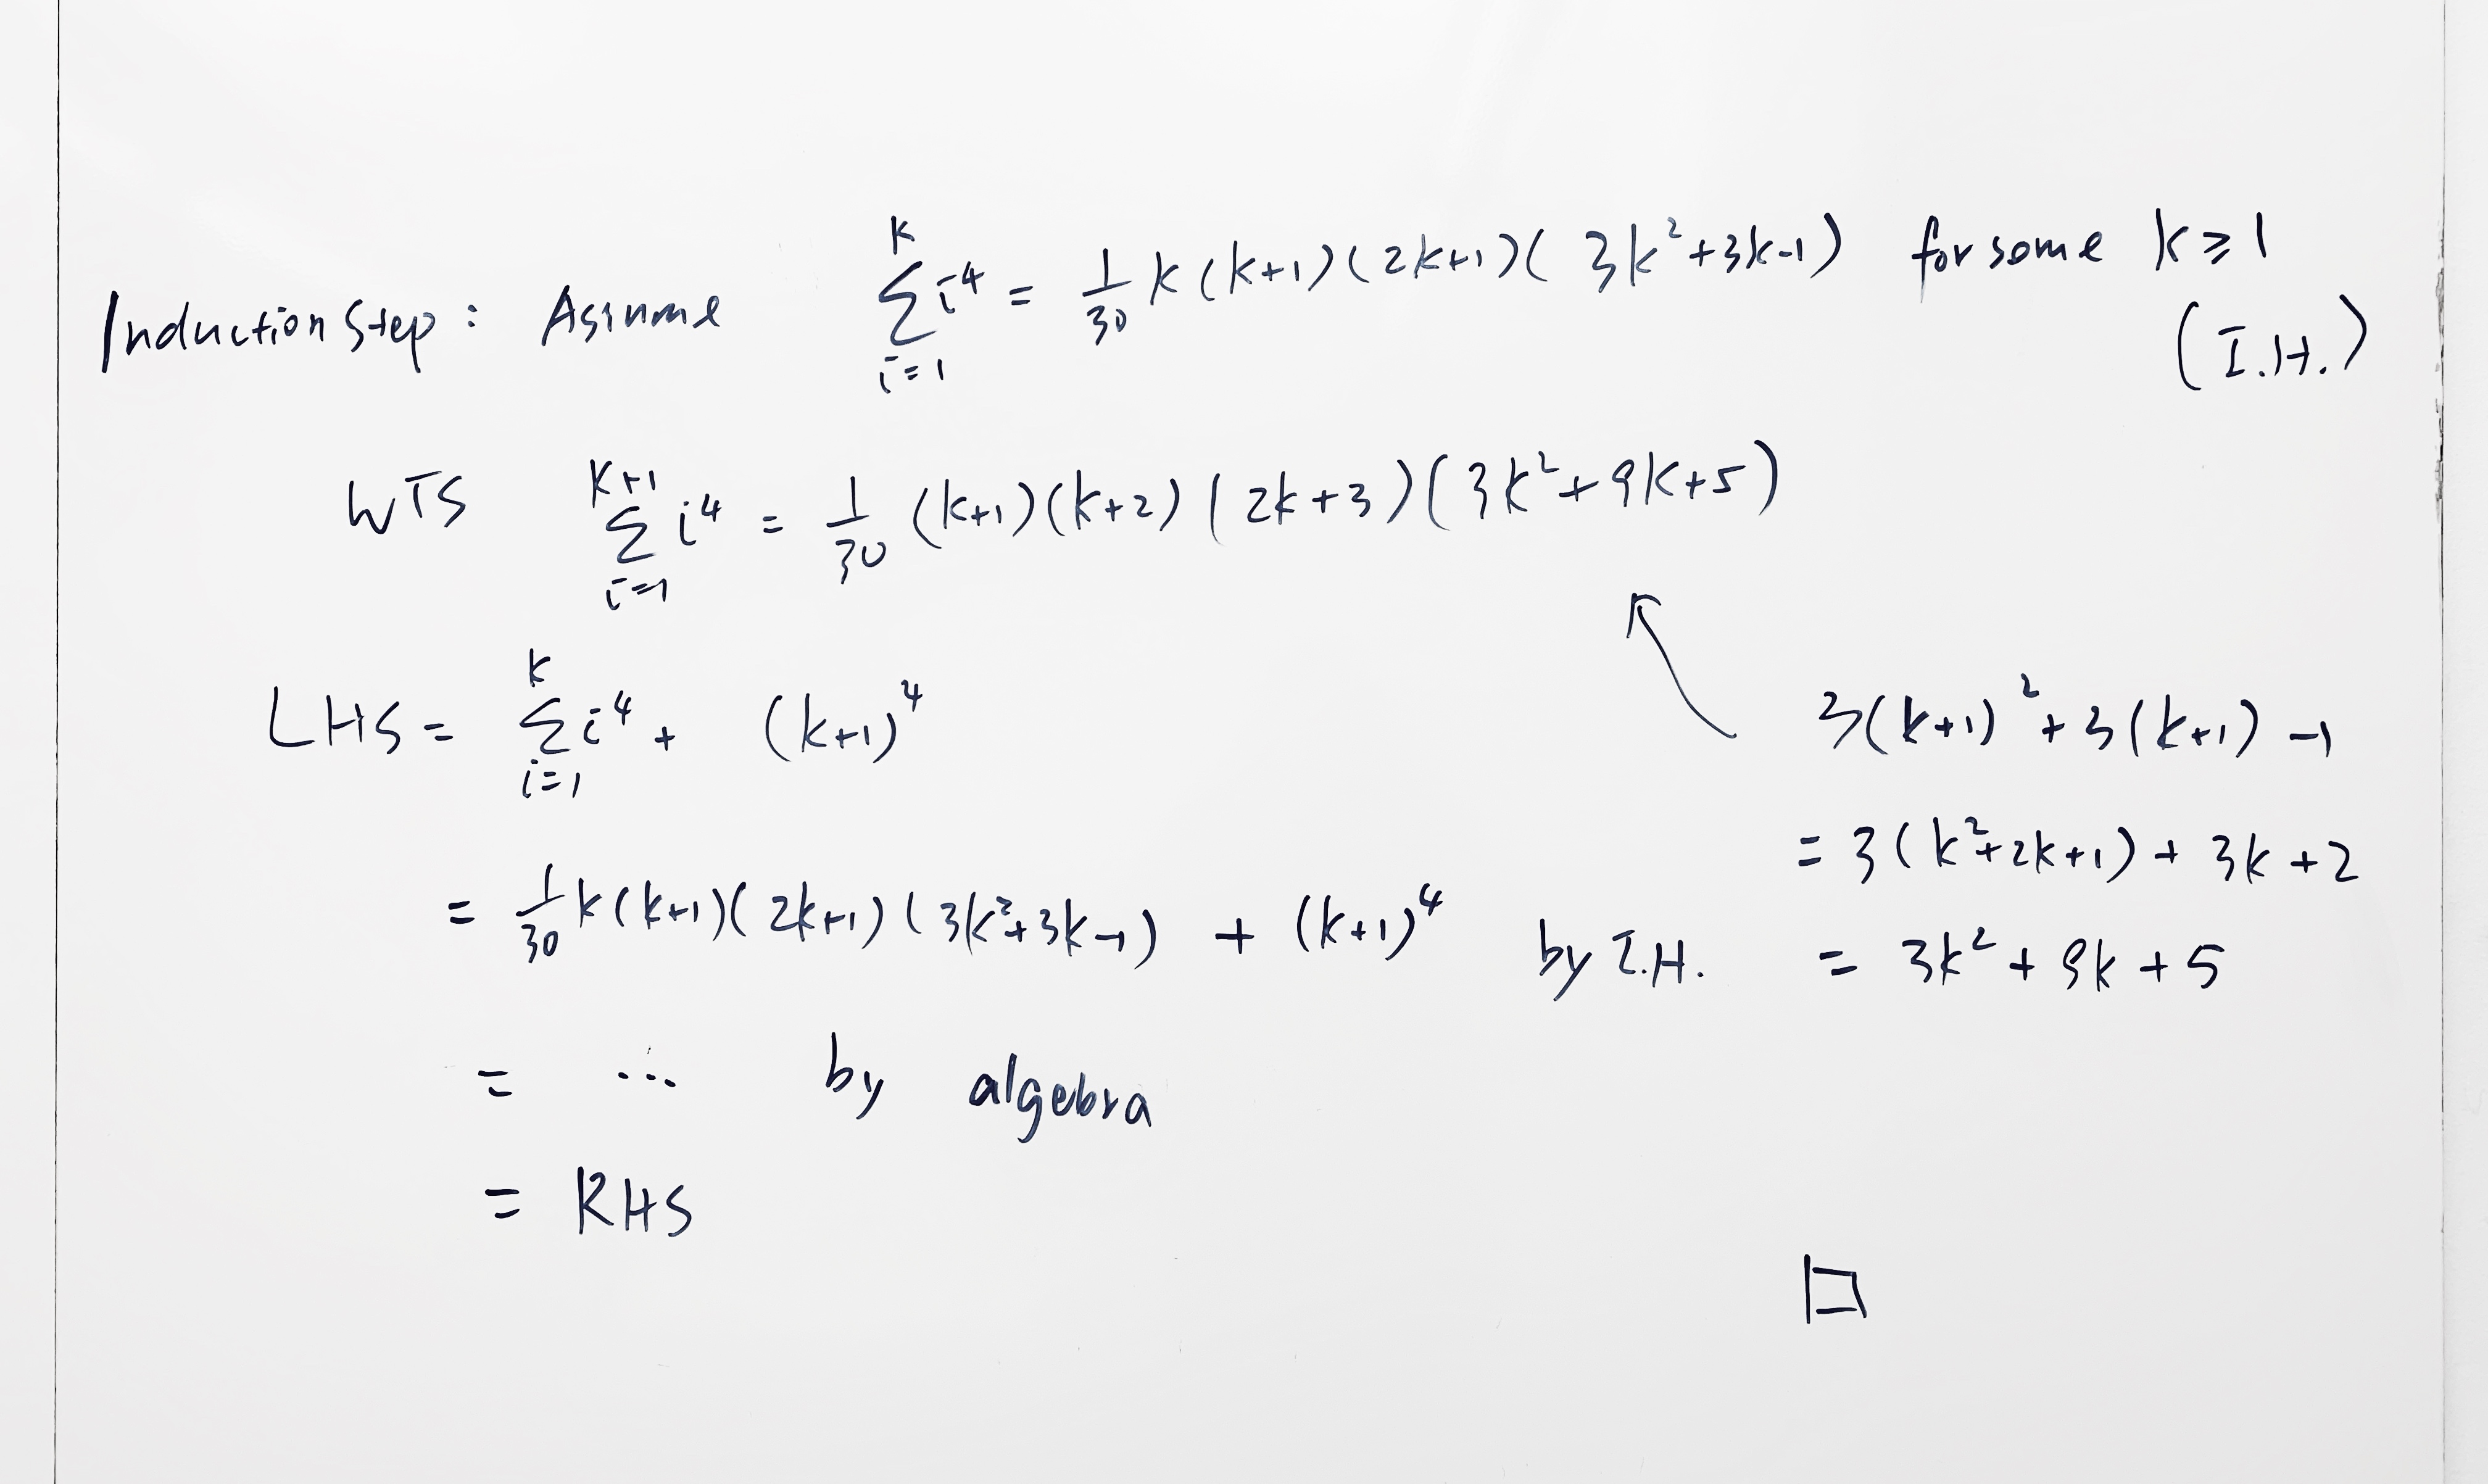 Induction Step: Assume $\sum_{i=1}^{k} i^4 = \frac{1}{30} k(k+1)(2k+1)(3k^2+3k-1)$ for some $k \geq 1$
(I.H.)
WTS $\sum_{i=1}^{k+1} i^4 = \frac{1}{30} (k+1)(k+2)(2k+3)(3k^2+9k+5)$
LHS = $\sum_{i=1}^{k} i^4 + (k+1)^4$
$= \frac{1}{30} k(k+1)(2k+1)(3k^2+3k-1) + (k+1)^4$ by I.H.
= ... by algebra
= RHS
$3(k+1)^2+3(k+1)-1$
$= 3(k^2+2k+1)+3k+2$
$= 3k^2+9k+5$
□